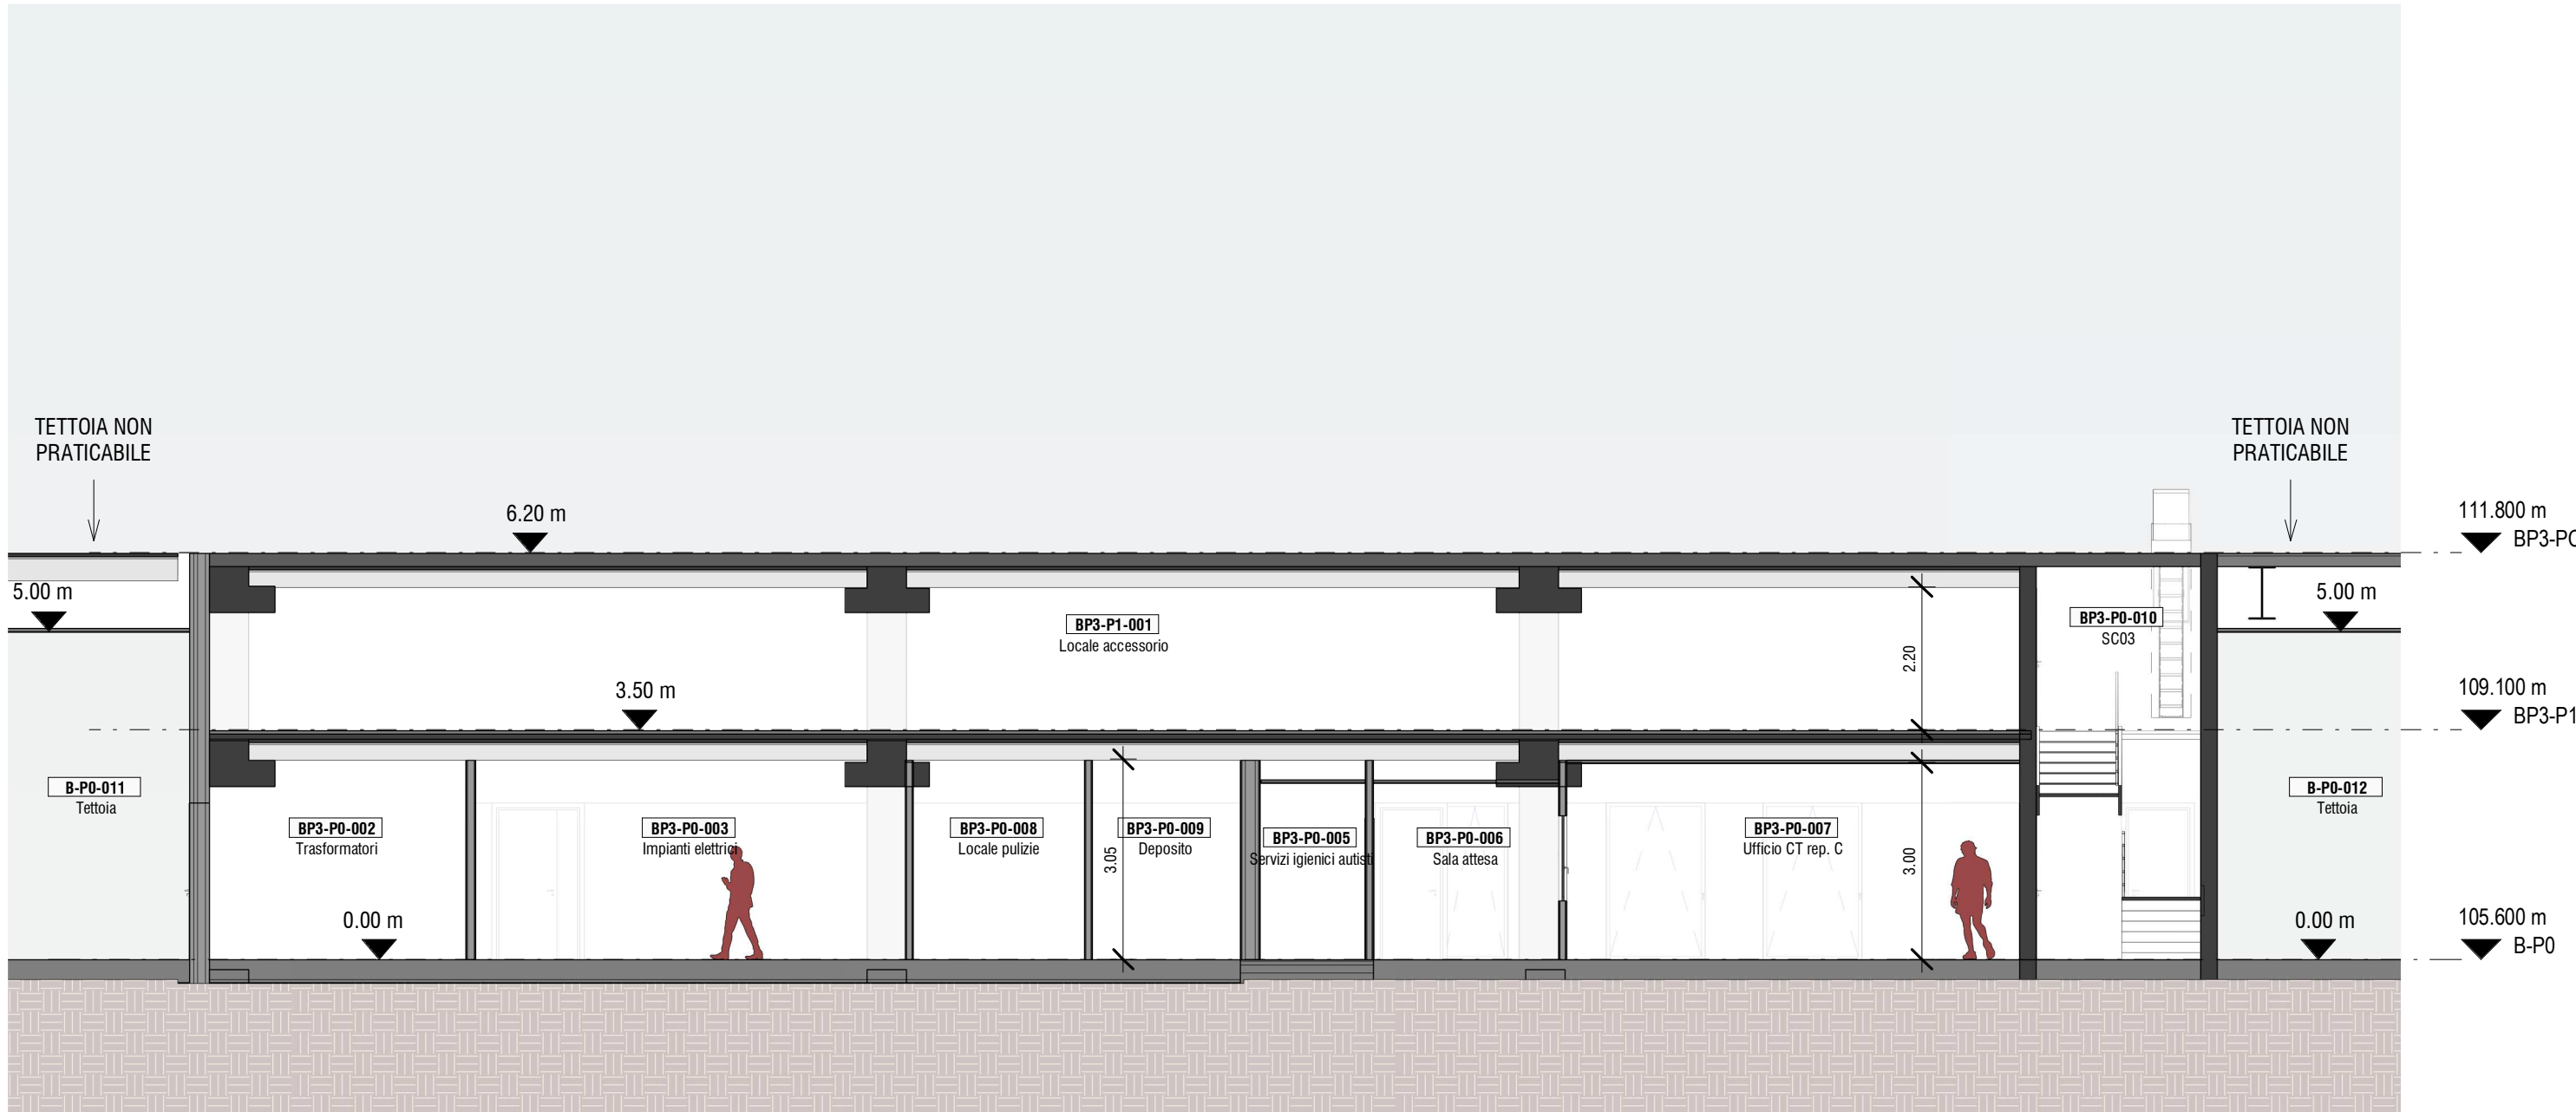 TETTOIA NON
PRATICABILE
TETTOIA NON
PRATICABILE
6.20 m
111.800 m
BP3-PC
5.00 m
5.00 m
BP3-P1-001
Locale accessorio
BP3-P0-010
SC03
2.20
3.50 m
109.100 m
BP3-P1
B-P0-011
Tettoia
B-P0-012
Tettoia
BP3-P0-002
Trasformatori
BP3-P0-003
Impianti elettrici
BP3-P0-008
Locale pulizie
BP3-P0-009
Deposito
BP3-P0-005
Servizi igienici autisti
BP3-P0-006
Sala attesa
BP3-P0-007
Ufficio CT rep. C
3.05
3.00
0.00 m
0.00 m
105.600 m
B-P0